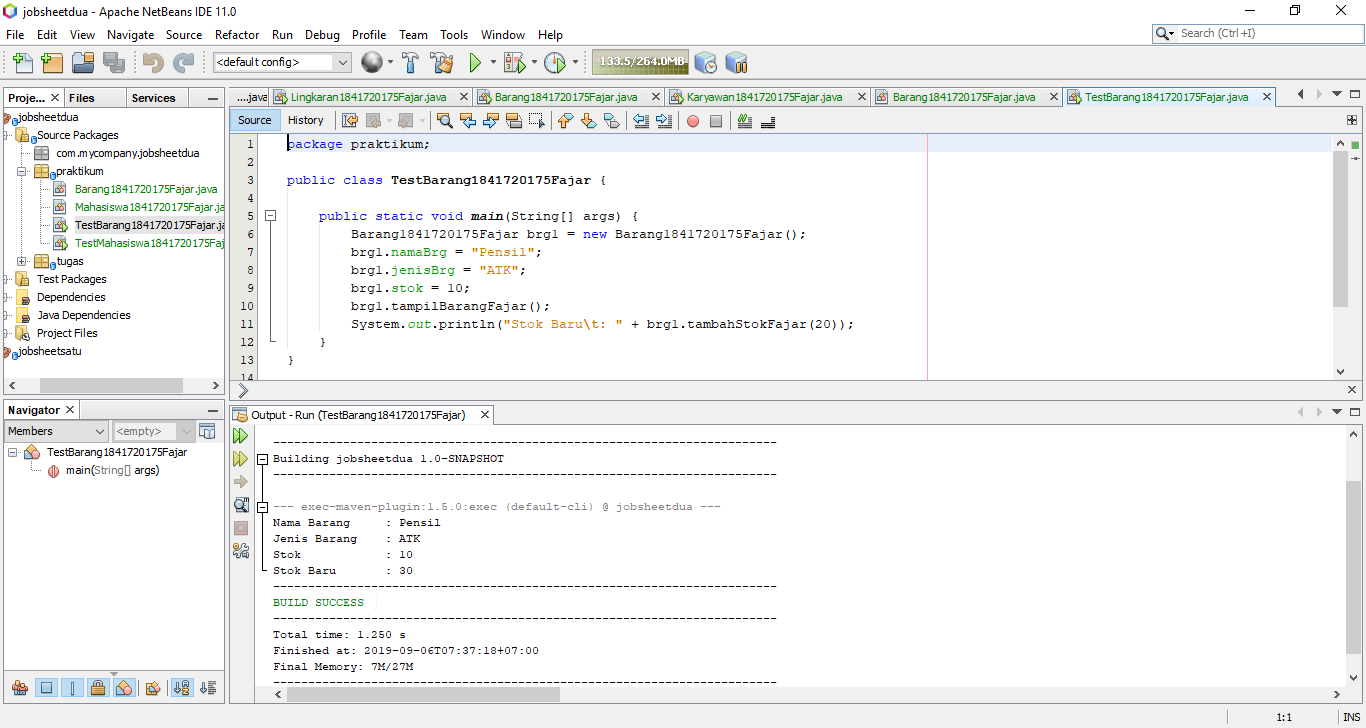 jobsheetdua - Apache NetBeans IDE 11.0
File Edit View Navigate Source Refactor Run Debug Profile Team Tools Window Help
Search (Ctrl+I)
<default config>
133.5/264.0MB
Proje... Files Services
jobsheetdua
Source Packages
com.mycompany.jobsheetdua
praktikum
Barang1841720175Fajar.java
Mahasiswa1841720175Fajar.ja
TestBarang1841720175Fajar.ja
TestMahasiswa1841720175Faj
tugas
Test Packages
Dependencies
Java Dependencies
Project Files
jobsheetsatu
....java Lingkaran1841720175Fajar.java Barang1841720175Fajar.java Karyawan1841720175Fajar.java Barang1841720175Fajar.java TestBarang1841720175Fajar.java
Source History
1 package praktikum;
2
3 public class TestBarang1841720175Fajar {
4
5 public static void main(String[] args) {
6 Barang1841720175Fajar brg1 = new Barang1841720175Fajar();
7 brg1.namaBrg = "Pensil";
8 brg1.jenisBrg = "ATK";
9 brg1.stok = 10;
10 brg1.tampilBarangFajar();
11 System.out.println("Stok Baru\t: " + brg1.tambahStokFajar(20));
12 }
13 }
14
Navigator
Members <empty>
TestBarang1841720175Fajar
main(String[] args)
Output - Run (TestBarang1841720175Fajar)
------------------------------------------------------------------------
Building jobsheetdua 1.0-SNAPSHOT
------------------------------------------------------------------------
--- exec-maven-plugin:1.5.0:exec (default-cli) @ jobsheetdua ---
Nama Barang : Pensil
Jenis Barang : ATK
Stok : 10
Stok Baru : 30
------------------------------------------------------------------------
BUILD SUCCESS
------------------------------------------------------------------------
Total time: 1.250 s
Finished at: 2019-09-06T07:37:18+07:00
Final Memory: 7M/27M
------------------------------------------------------------------------
1:1 INS